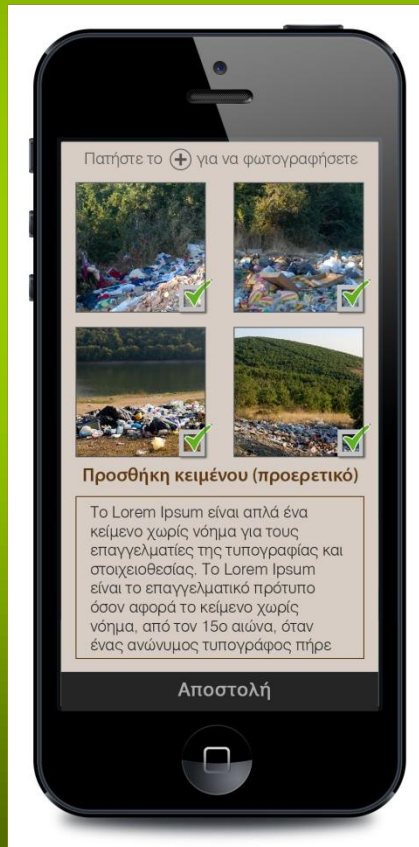 Πατήστε το + για να φωτογραφήσετε
Προσθήκη κειμένου (προερετικό)
Το Lorem Ipsum είναι απλά ένα
κείμενο χωρίς νόημα για τους
επαγγελματίες της τυπογραφίας και
στοιχειοθεσίας. Το Lorem Ipsum
είναι το επαγγελματικό πρότυπο
όσον αφορά το κείμενο χωρίς
νόημα, από τον 15ο αιώνα, όταν
ένας ανώνυμος τυπογράφος πήρε
Αποστολή